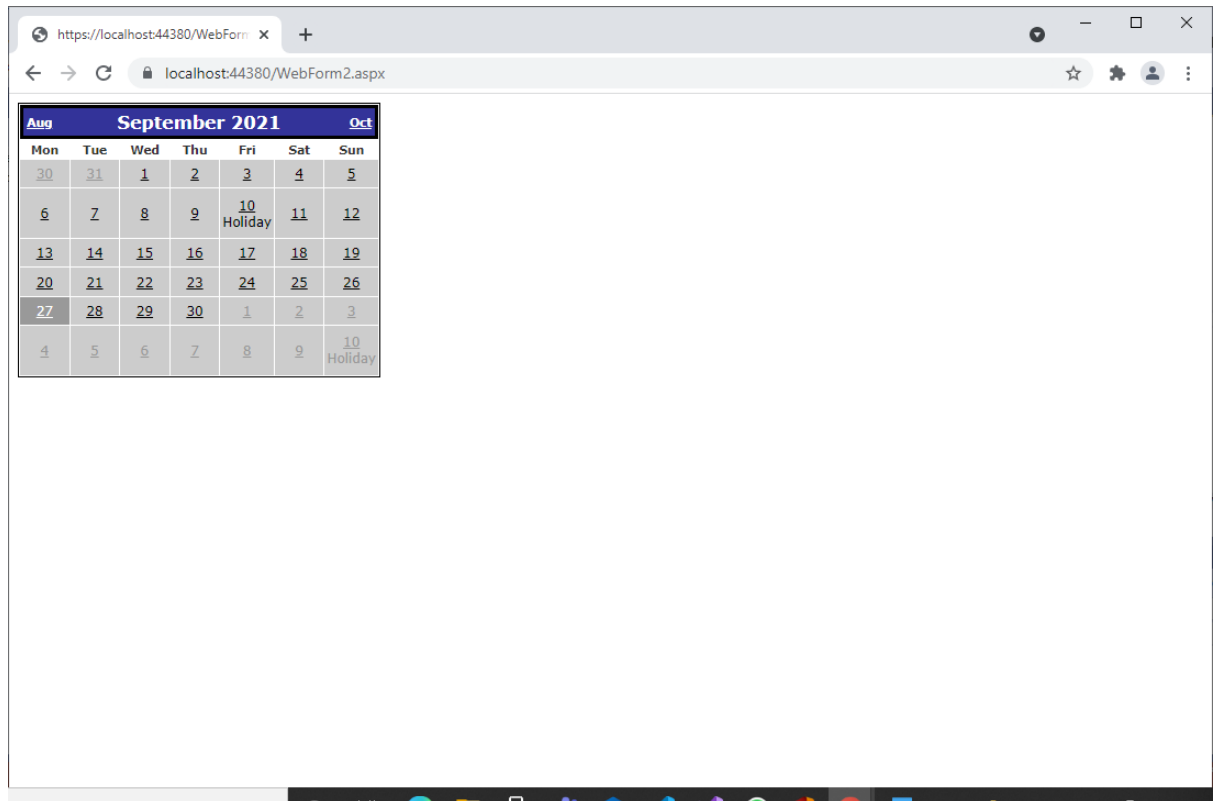 https://localhost:44380/WebForm
localhost:44380/WebForm2.aspx
Aug September 2021 Oct
Mon Tue Wed Thu Fri Sat Sun
30 31 1 2 3 4 5
6 7 8 9 10 11 12
Holiday
13 14 15 16 17 18 19
20 21 22 23 24 25 26
27 28 29 30 1 2 3
4 5 6 7 8 9 10
Holiday